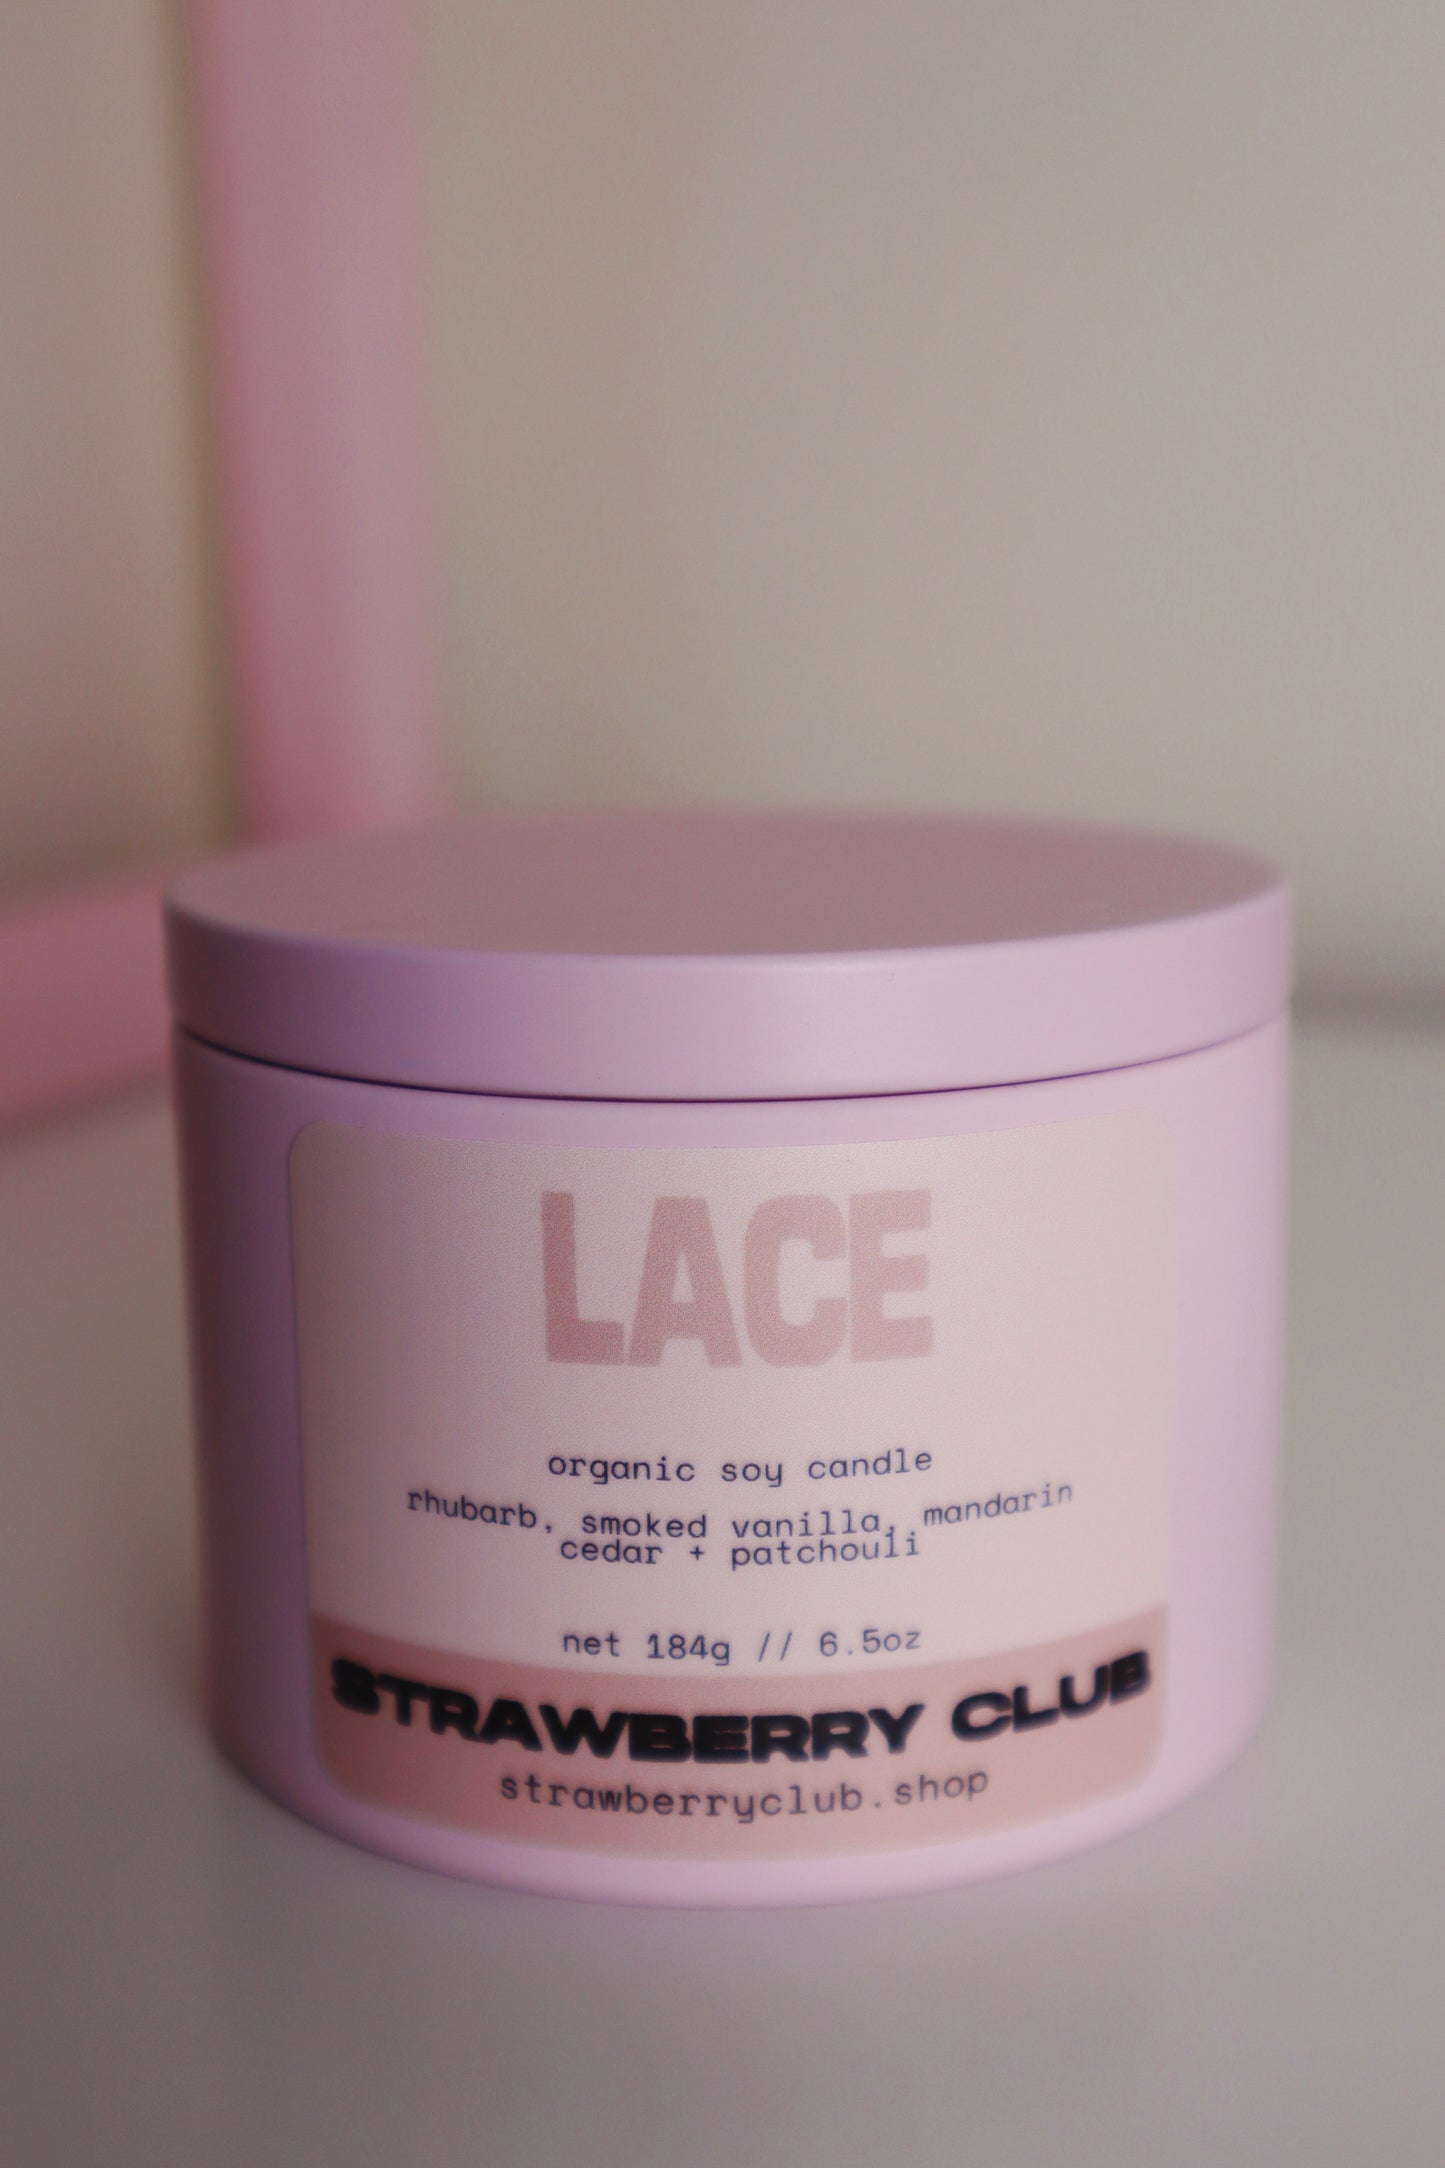 LACE
organic soy candle
rhubarb, smoked vanilla, mandarin
cedar + patchouli
net 184g // 6.5oz
STRAWBERRY CLUB
strawberryclub.shop